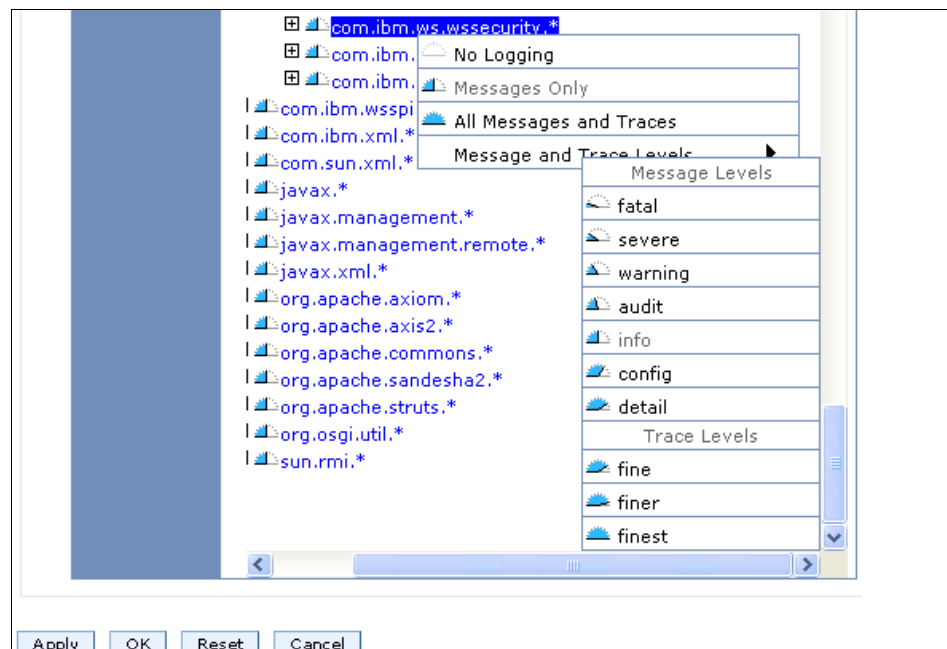 com.ibm.ws.wssecurity.*
com.ibm.
com.ibm.
com.ibm.wsspi
com.ibm.xml.*
com.sun.xml.*
javax.*
javax.management.*
javax.management.remote.*
javax.xml.*
org.apache.axiom.*
org.apache.axis2.*
org.apache.commons.*
org.apache.sandesha2.*
org.apache.struts.*
org.osgi.util.*
sun.rmi.*
No Logging
Messages Only
All Messages and Traces
Message and Trace Levels
Message Levels
fatal
severe
warning
audit
info
config
detail
Trace Levels
fine
finer
finest
Apply OK Reset Cancel